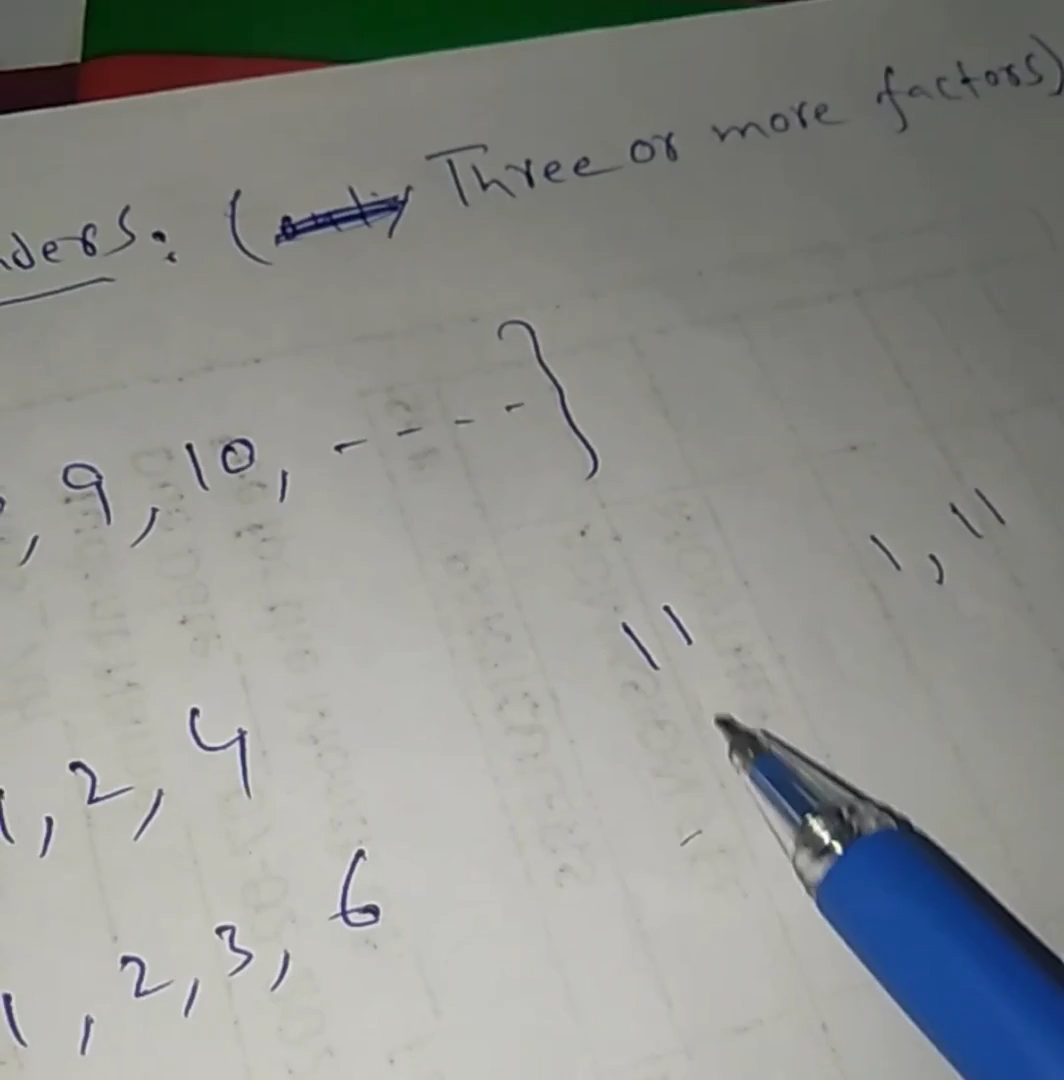 ders: ( Three or more factors)
, 9, 10, - - - - }
1, 11
11
1, 2, 4
1, 2, 3, 6